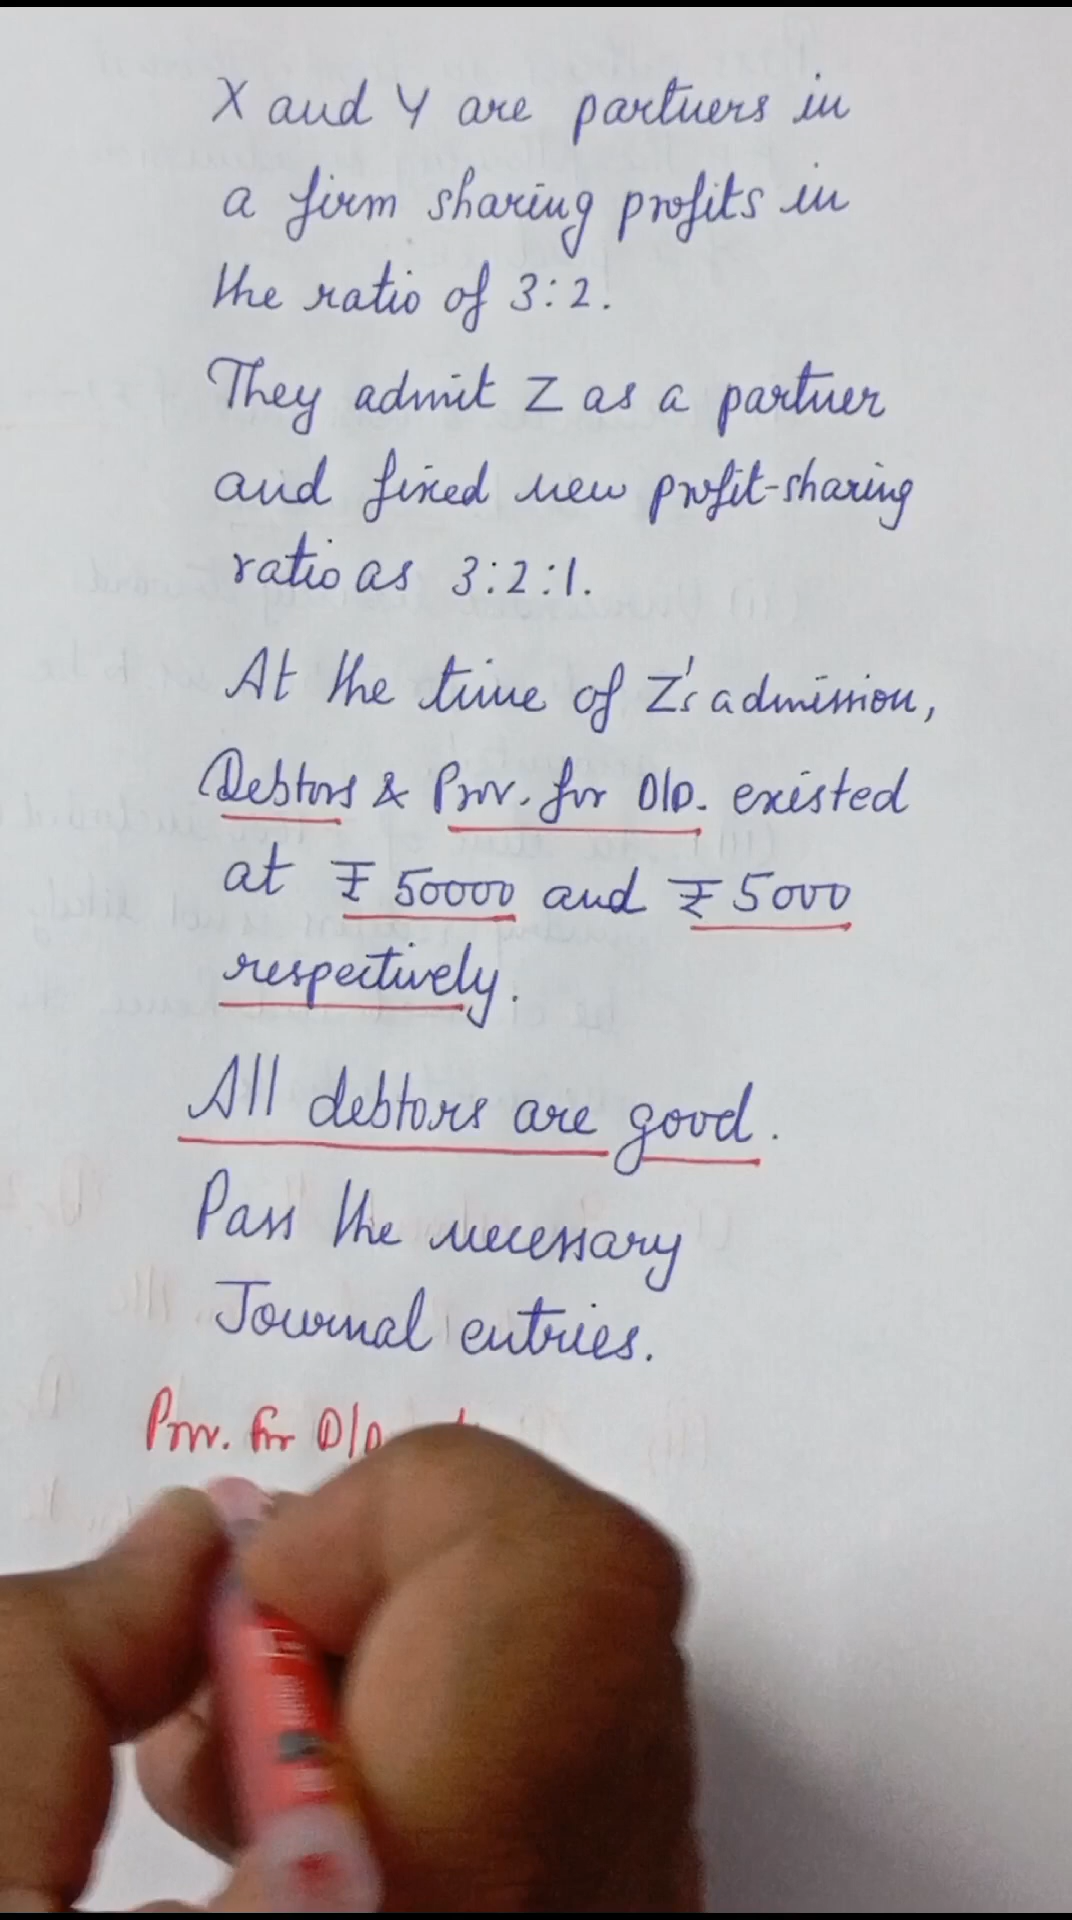 X and Y are partners in
a firm sharing profits in
the ratio of 3:2.
They admit Z as a partner
and fixed new profit-sharing
ratio as 3:2:1.
At the time of Z's admission,
Debtors & Prov. for D/D. existed
at ₹ 50000 and ₹ 5000
respectively.
All debtors are good.
Pass the necessary
Journal entries.
Prov. for D/D